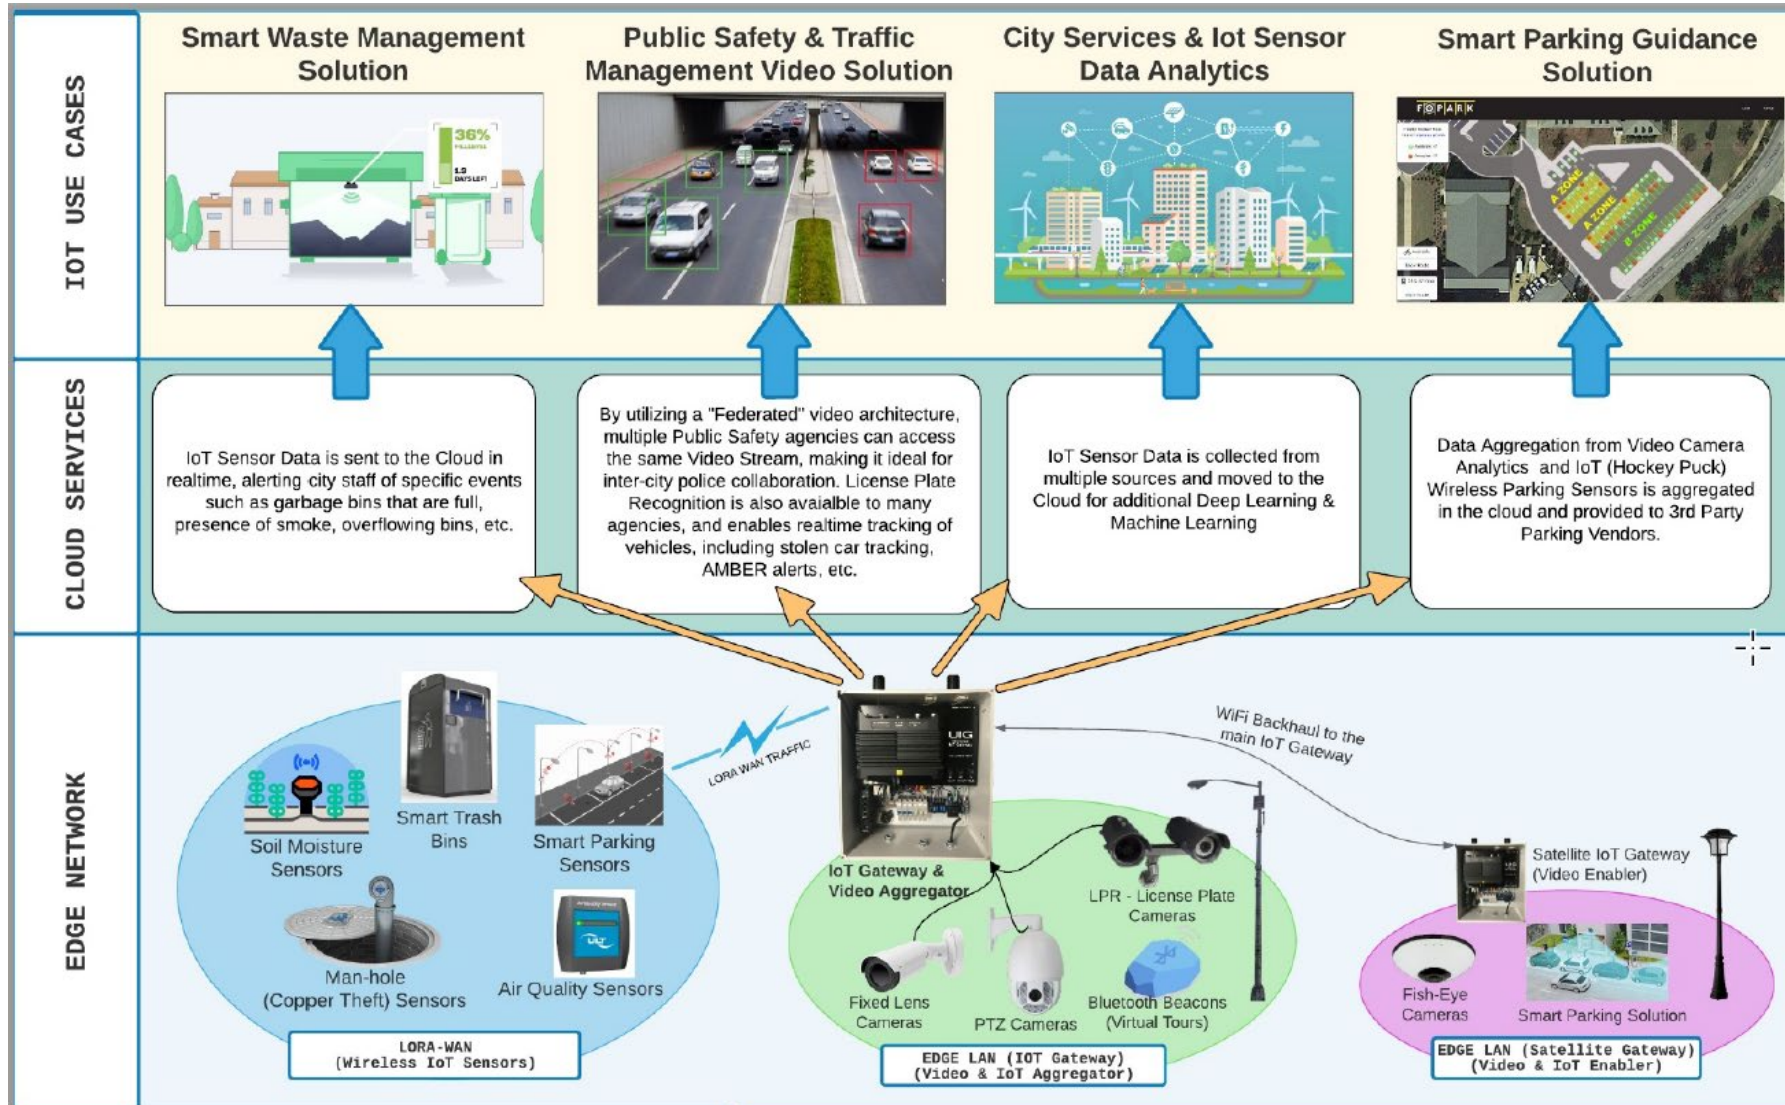 IOT USE CASES
Smart Waste Management
Solution
36%
1.9
DAYS LEFT
Public Safety & Traffic
Management Video Solution
City Services & Iot Sensor
Data Analytics
Smart Parking Guidance
Solution
FOPARK
A ZONE
A ZONE
B ZONE
CLOUD SERVICES
IoT Sensor Data is sent to the Cloud in
realtime, alerting city staff of specific events
such as garbage bins that are full,
presence of smoke, overflowing bins, etc.
By utilizing a "Federated" video architecture,
multiple Public Safety agencies can access
the same Video Stream, making it ideal for
inter-city police collaboration. License Plate
Recognition is also avaialble to many
agencies, and enables realtime tracking of
vehicles, including stolen car tracking,
AMBER alerts, etc.
IoT Sensor Data is collected from
multiple sources and moved to the
Cloud for additional Deep Learning &
Machine Learning
Data Aggregation from Video Camera
Analytics and IoT (Hockey Puck)
Wireless Parking Sensors is aggregated
in the cloud and provided to 3rd Party
Parking Vendors.
EDGE NETWORK
Soil Moisture
Sensors
Smart Trash
Bins
Smart Parking
Sensors
Man-hole
(Copper Theft) Sensors
Air Quality Sensors
LORA-WAN
(Wireless IoT Sensors)
LORA WAN TRAFFIC
UIG
IoT Gateway &
Video Aggregator
LPR - License Plate
Cameras
Fixed Lens
Cameras
PTZ Cameras
Bluetooth Beacons
(Virtual Tours)
EDGE LAN (IOT Gateway)
(Video & IoT Aggregator)
WiFi Backhaul to the
main IoT Gateway
Satellite IoT Gateway
(Video Enabler)
Fish-Eye
Cameras
Smart Parking Solution
EDGE LAN (Satellite Gateway)
(Video & IoT Enabler)